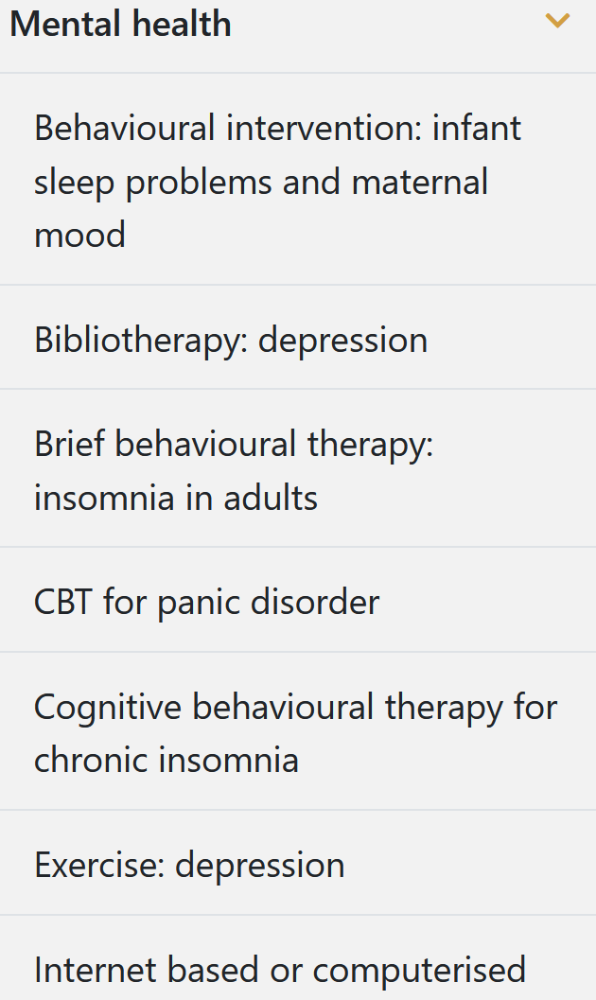 Mental health
Behavioural intervention: infant
sleep problems and maternal
mood
Bibliotherapy: depression
Brief behavioural therapy:
insomnia in adults
CBT for panic disorder
Cognitive behavioural therapy for
chronic insomnia
Exercise: depression
Internet based or computerised